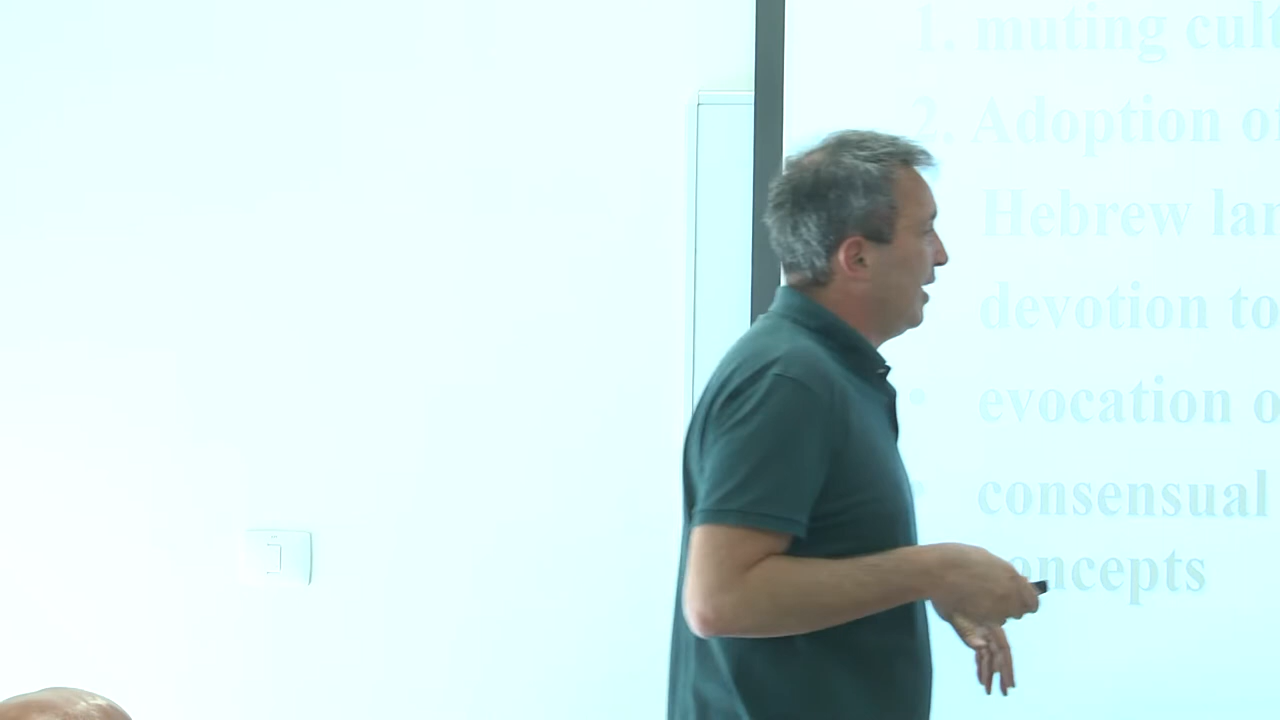 1. muting cult
2. Adoption of
Hebrew lan
devotion to
• evocation o
• consensual
concepts